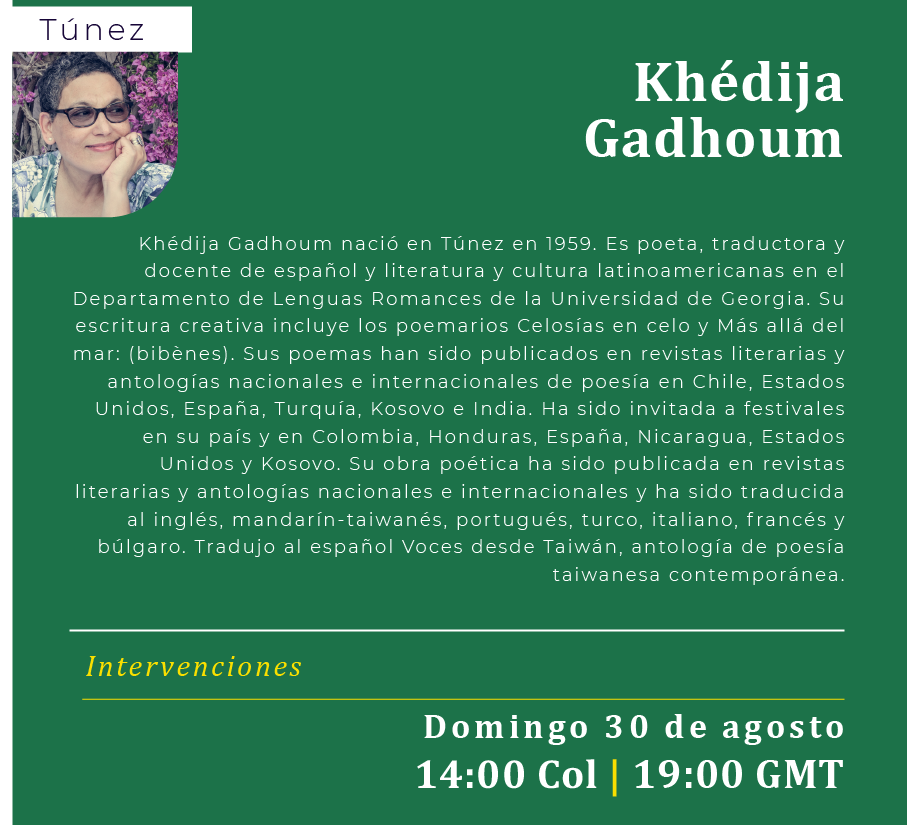 Túnez
Khédija
Gadhoum
Khédija Gadhoum nació en Túnez en 1959. Es poeta, traductora y
docente de español y literatura y cultura latinoamericanas en el
Departamento de Lenguas Romances de la Universidad de Georgia. Su
escritura creativa incluye los poemarios Celosías en celo y Más allá del
mar: (bibènes). Sus poemas han sido publicados en revistas literarias y
antologías nacionales e internacionales de poesía en Chile, Estados
Unidos, España, Turquía, Kosovo e India. Ha sido invitada a festivales
en su país y en Colombia, Honduras, España, Nicaragua, Estados
Unidos y Kosovo. Su obra poética ha sido publicada en revistas
literarias y antologías nacionales e internacionales y ha sido traducida
al inglés, mandarín-taiwanés, portugués, turco, italiano, francés y
búlgaro. Tradujo al español Voces desde Taiwán, antología de poesía
taiwanesa contemporánea.
Intervenciones
Domingo 30 de agosto
14:00 Col | 19:00 GMT